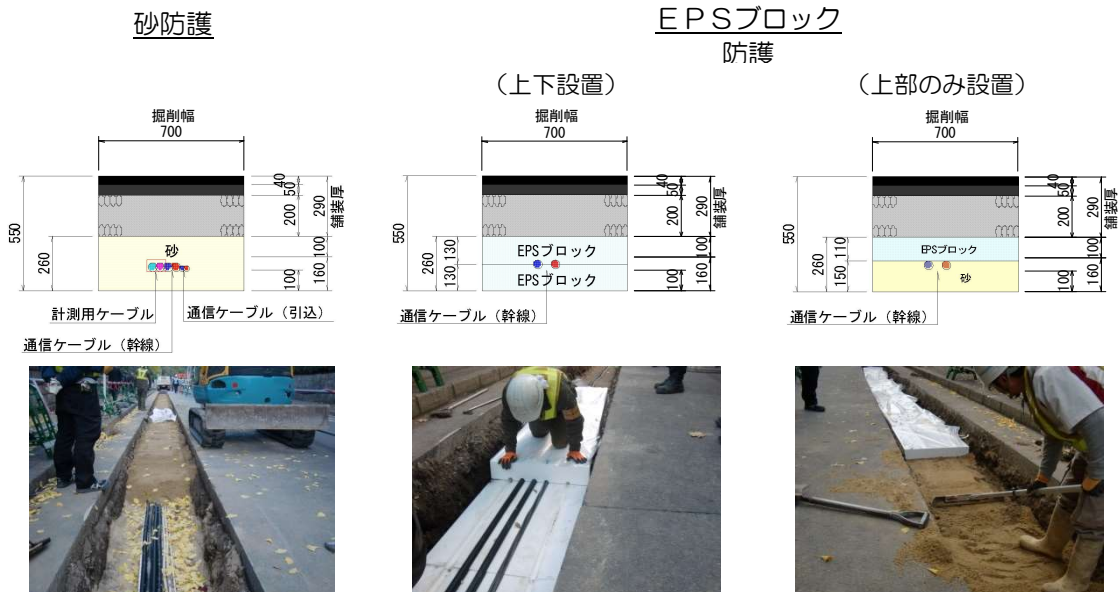 砂防護
ＥＰＳブロック
防護
（上下設置）
（上部のみ設置）
掘削幅
700
550
260
40
50
200
290
舗装厚
100
160
100
砂
計測用ケーブル
通信ケーブル（引込）
通信ケーブル（幹線）
掘削幅
700
550
260
130
130
40
50
200
290
舗装厚
100
160
100
EPSブロック
EPSブロック
通信ケーブル（幹線）
掘削幅
700
550
260
110
150
40
50
200
290
舗装厚
100
160
100
EPSブロック
砂
通信ケーブル（幹線）